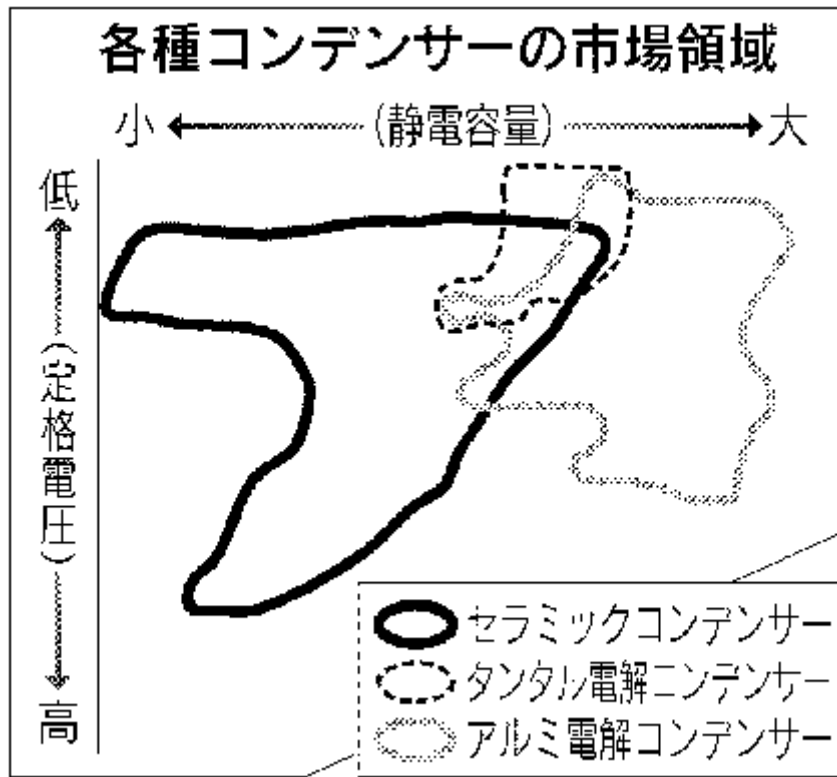 各種コンデンサーの市場領域
小 (静電容量) 大
低
(定格電圧)
高
セラミックコンデンサー
タンタル電解コンデンサー
アルミ電解コンデンサー